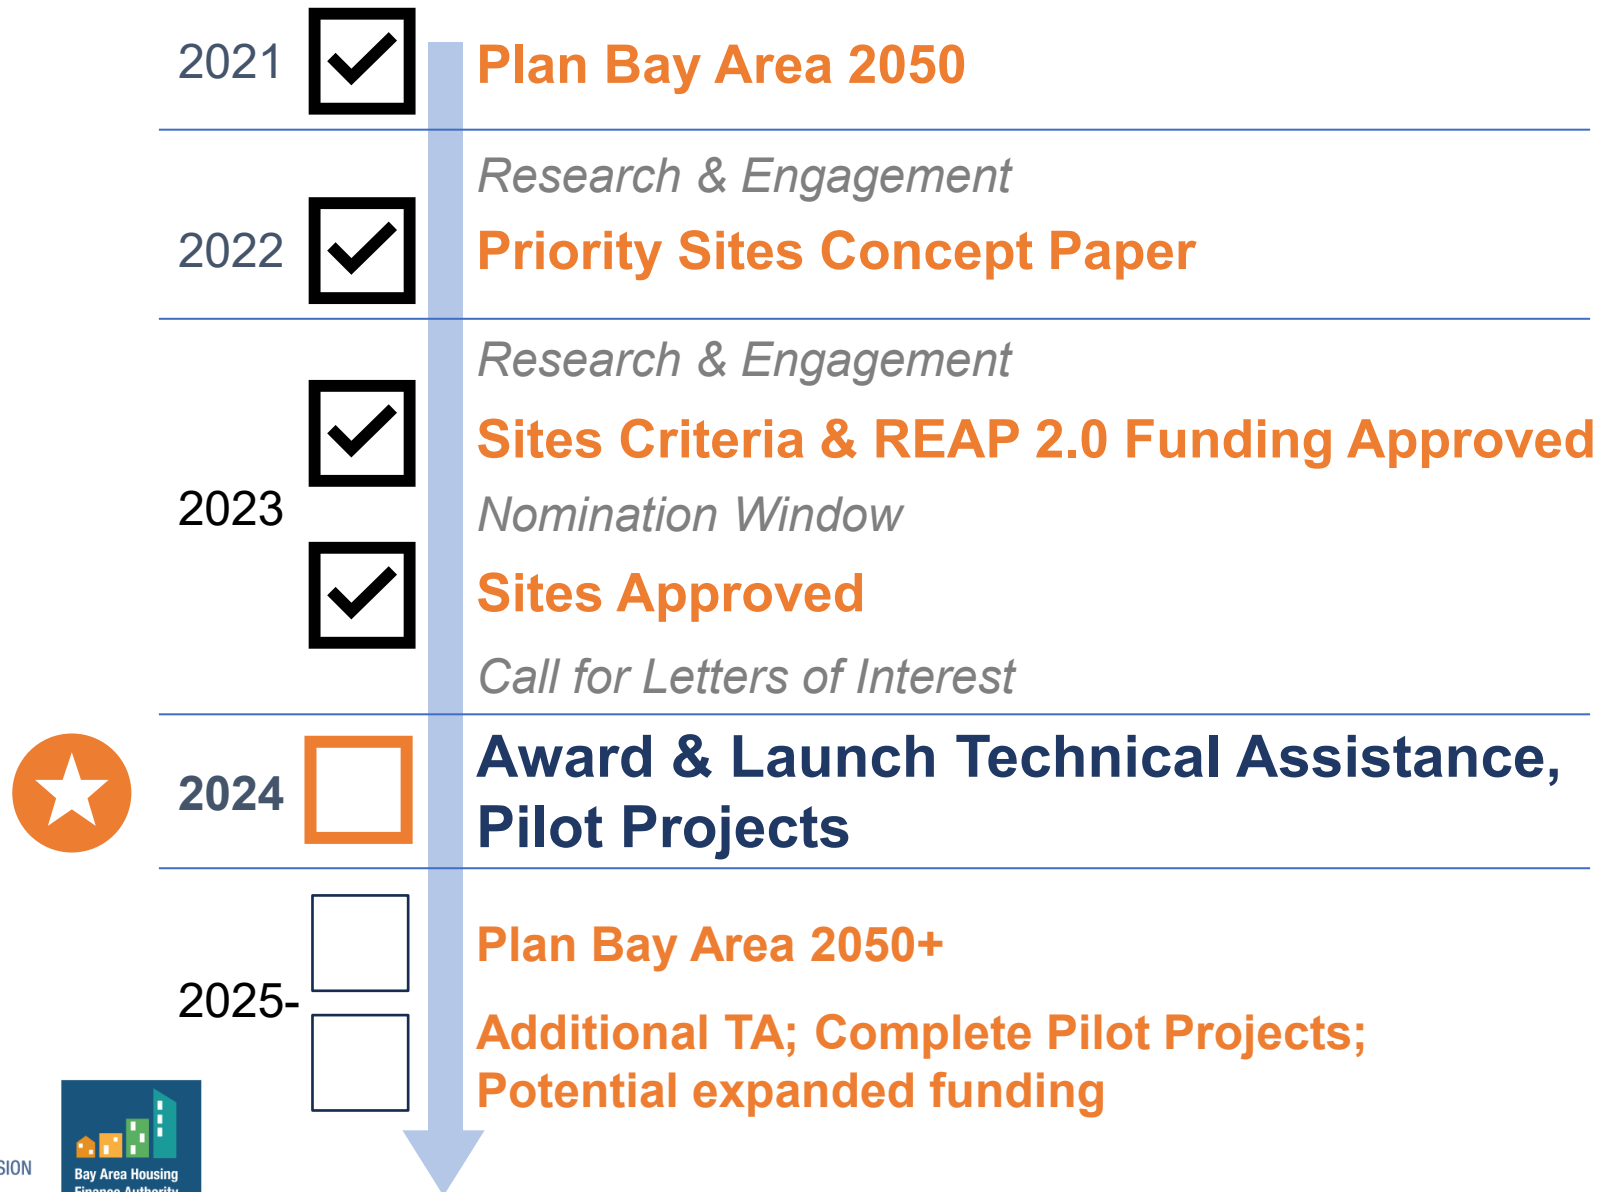 2021
Plan Bay Area 2050
Research & Engagement
2022
Priority Sites Concept Paper
Research & Engagement
Sites Criteria & REAP 2.0 Funding Approved
2023
Nomination Window
Sites Approved
Call for Letters of Interest
2024
Award & Launch Technical Assistance,
Pilot Projects
Plan Bay Area 2050+
2025-
Additional TA; Complete Pilot Projects;
Potential expanded funding
Bay Area Housing
Finance Authority